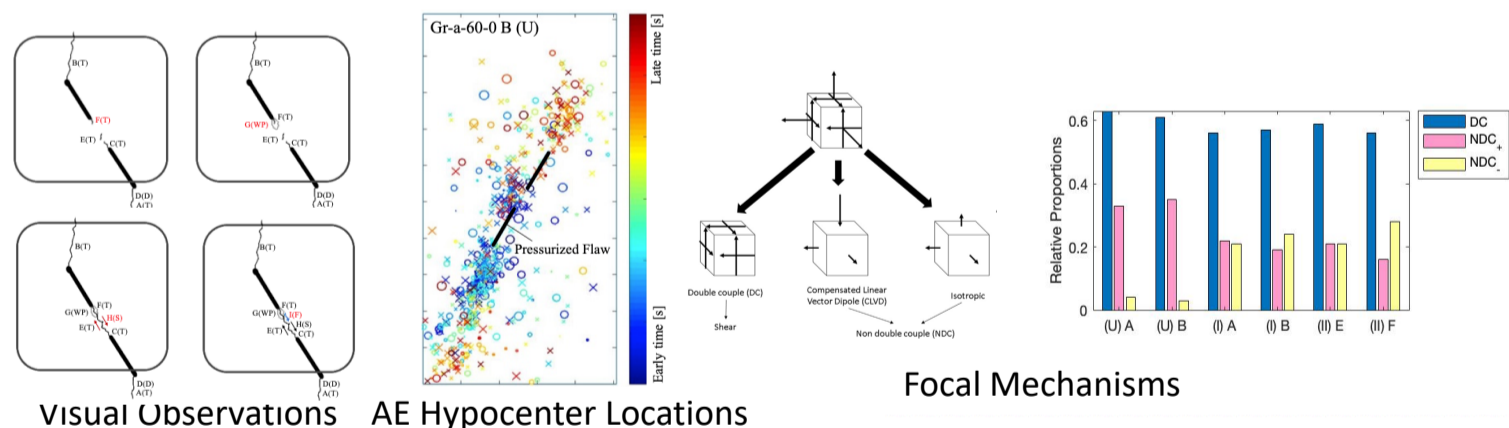 B(T)
F(T)
E(T)
C(T)
D(D)
A(T)
B(T)
G(WP)
F(T)
E(T)
C(T)
D(D)
A(T)
B(T)
F(T)
G(WP)
H(S)
E(T)
C(T)
D(D)
A(T)
B(T)
F(T)
G(WP)
I(F)
H(S)
E(T)
C(T)
D(D)
A(T)
Visual Observations
Gr-a-60-0 B (U)
Pressurized Flaw
Late time [s]
Early time [s]
AE Hypocenter Locations
Double couple (DC)
Shear
Compensated Linear
Vector Dipole (CLVD)
Isotropic
Non double couple (NDC)
Focal Mechanisms
Relative Proportions
0.6
0.4
0.2
0
(U) A
(U) B
(I) A
(I) B
(II) E
(II) F
DC
NDC+
NDC-